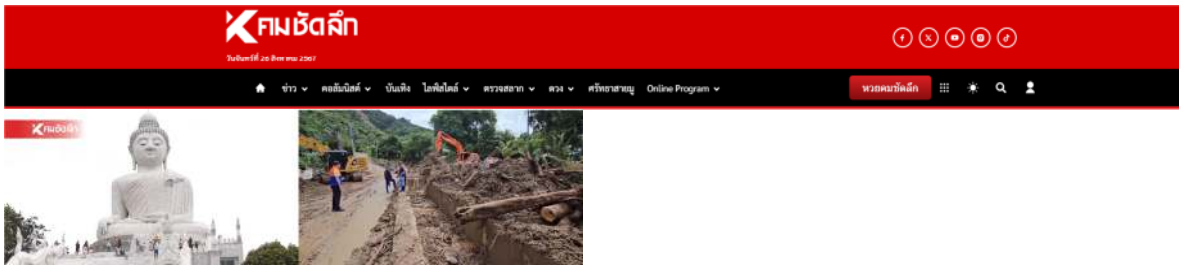 คมชัดลึก
วันจันทร์ที่ 26 สิงหาคม 2567
ข่าว คอลัมนิสต์ บันเทิง ไลฟ์สไตล์ ตรวจสลาก ดวง ศรัทธาสายมู Online Program หวยคมชัดลึก
คมชัดลึก